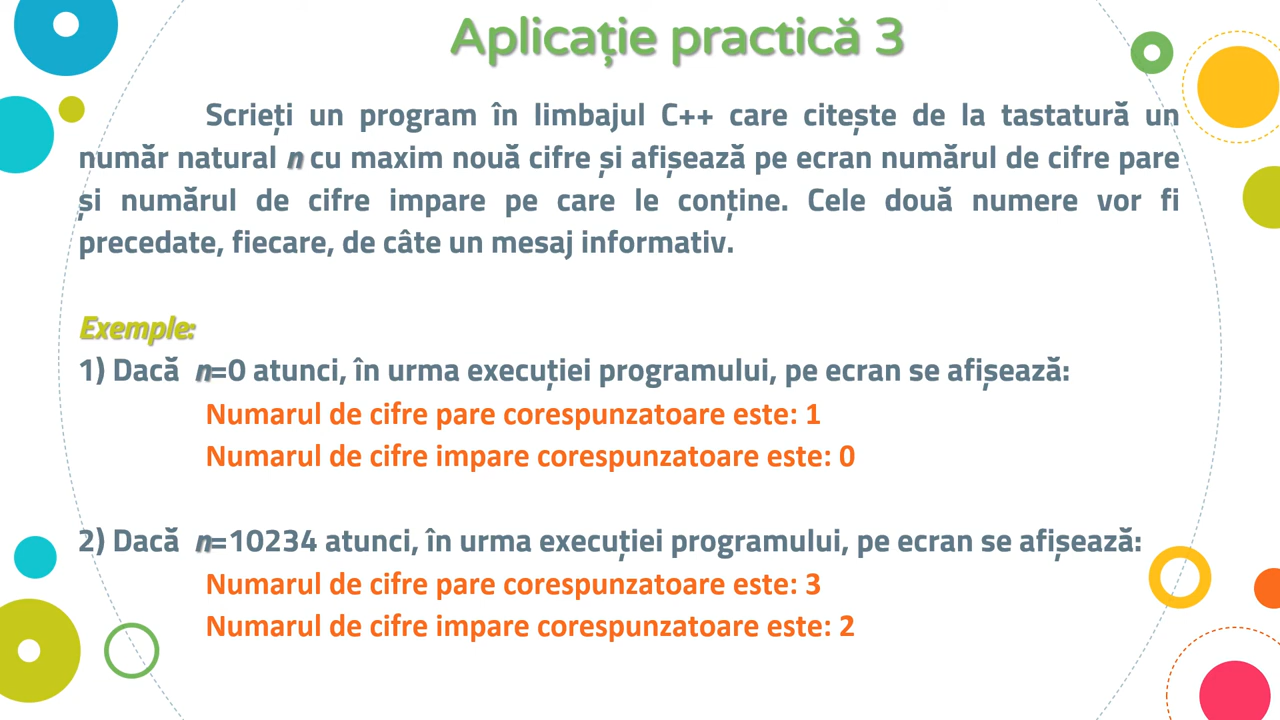 Aplicație practică 3
Scrieți un program în limbajul C++ care citește de la tastatură un
număr natural n cu maxim nouă cifre și afișează pe ecran numărul de cifre pare
și numărul de cifre impare pe care le conține. Cele două numere vor fi
precedate, fiecare, de câte un mesaj informativ.
Exemple:
1) Dacă n=0 atunci, în urma execuției programului, pe ecran se afișează:
Numarul de cifre pare corespunzatoare este: 1
Numarul de cifre impare corespunzatoare este: 0
2) Dacă n=10234 atunci, în urma execuției programului, pe ecran se afișează:
Numarul de cifre pare corespunzatoare este: 3
Numarul de cifre impare corespunzatoare este: 2